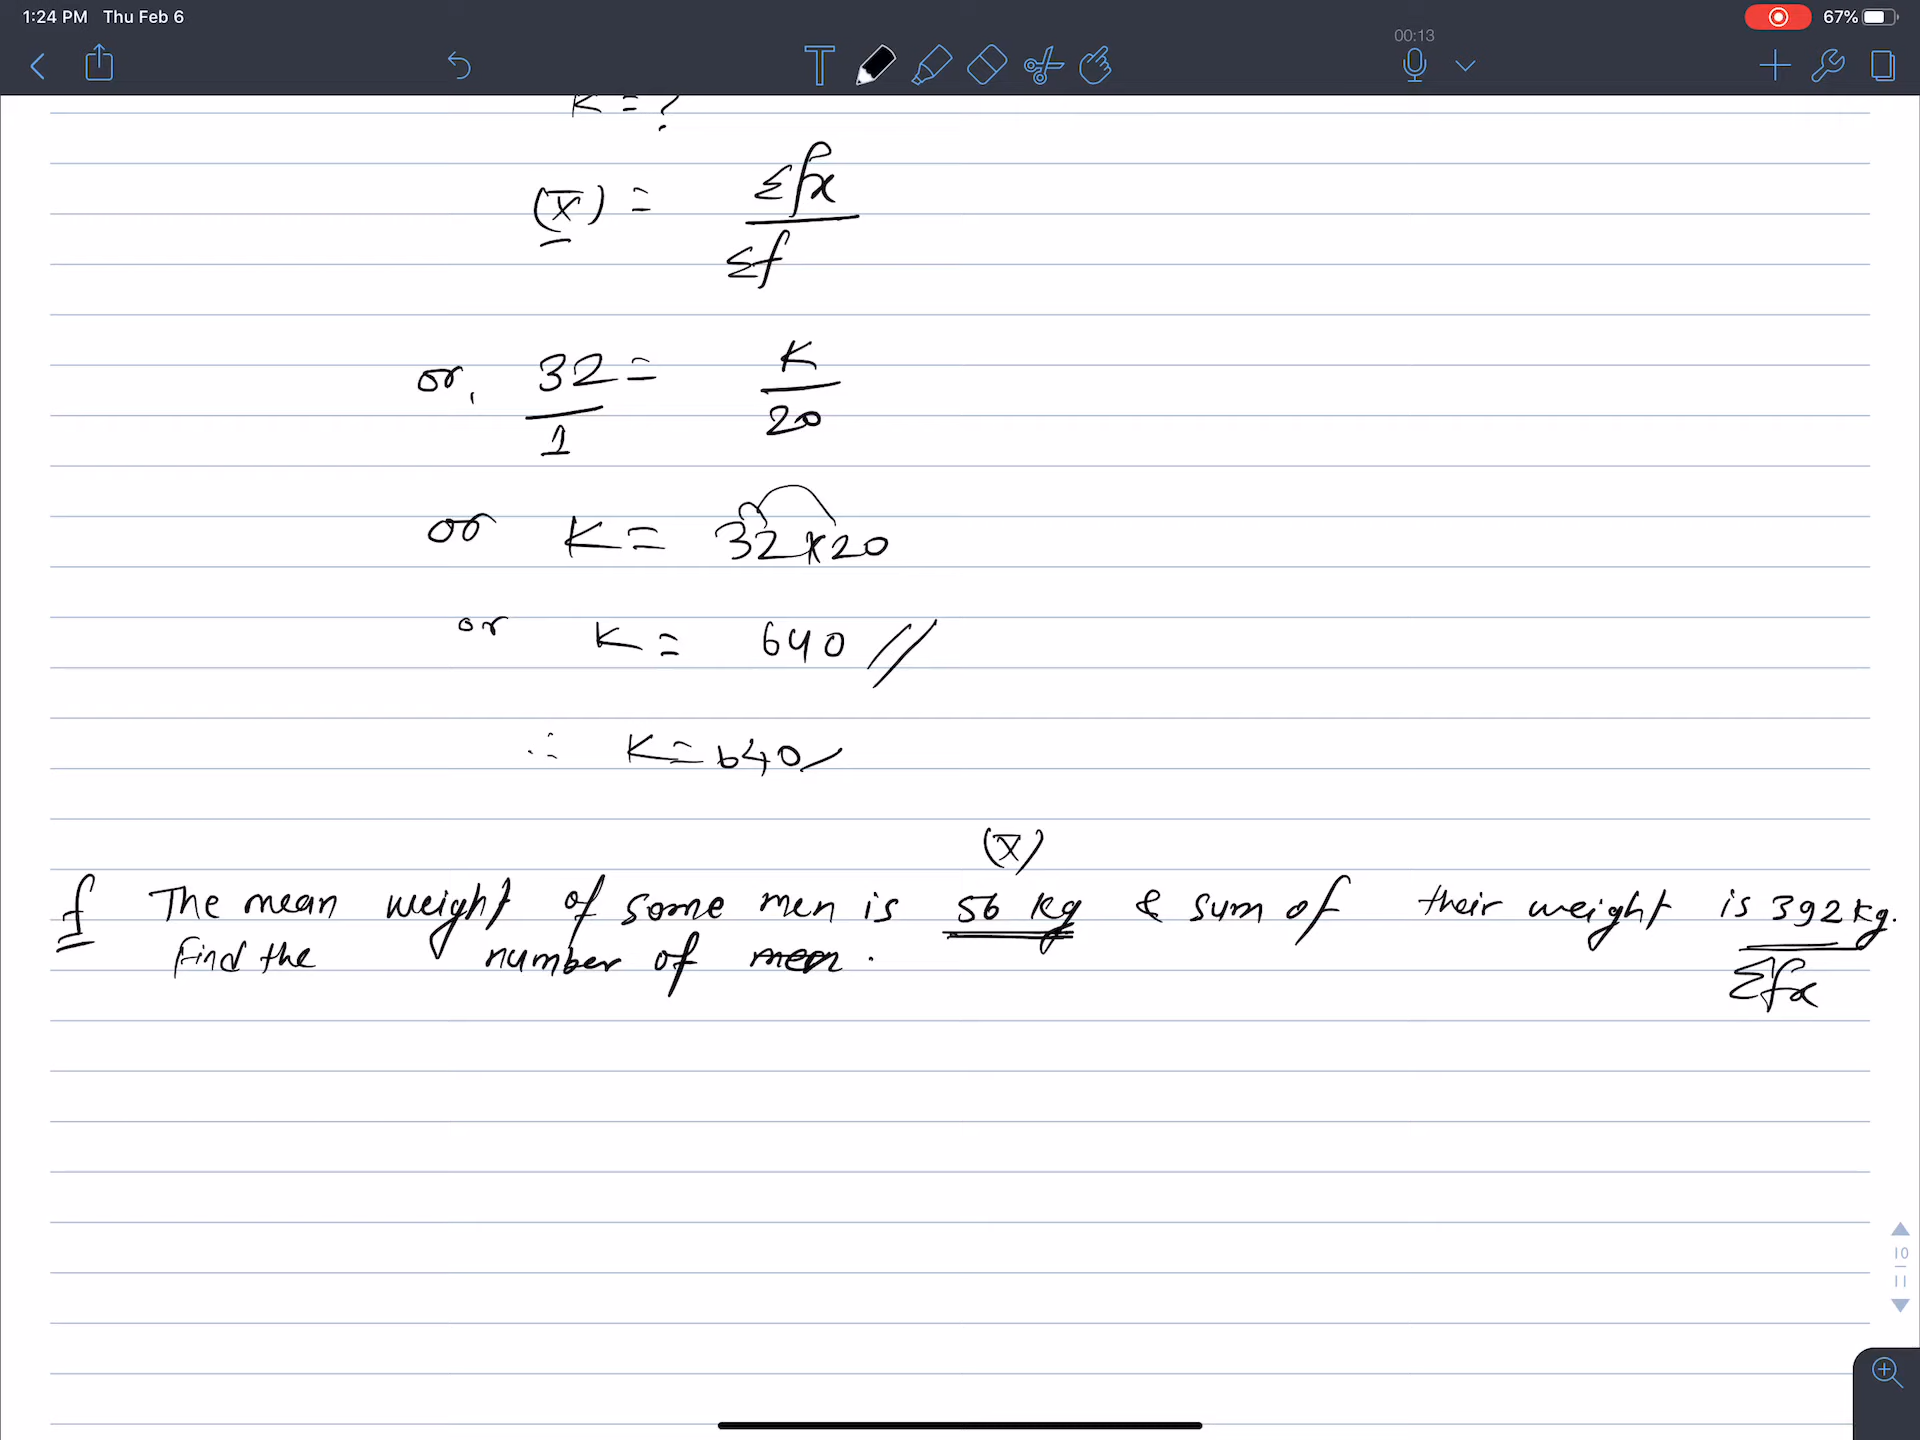 1:24 PM Thu Feb 6
67%
00:13
K = ?
(x̄) = Σfx
Σf
or, 32 = K
1 20
or K = 32x20
or K = 640 //
∴ K = 640
(x̄)
f The mean weight of some men is 56 kg & sum of their weight is 392 kg.
Find the number of men.
Σfx
10
11